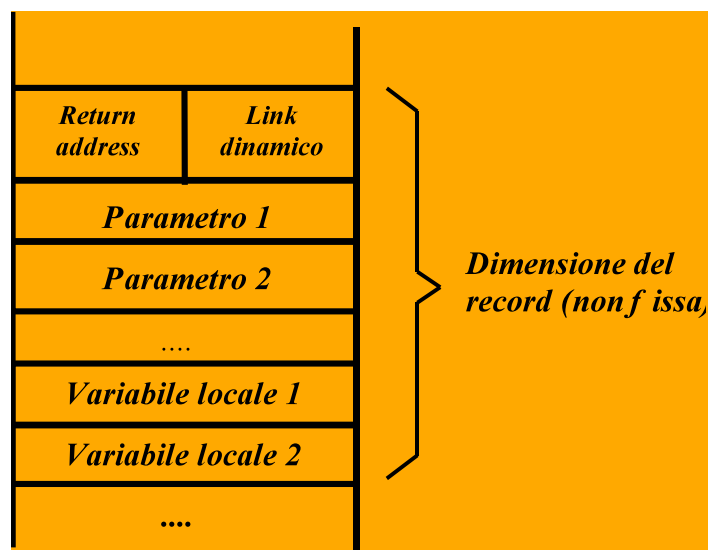 Return Link
address dinamico
Parametro 1
Parametro 2
....
Variabile locale 1
Variabile locale 2
....
Dimensione del
record (non f issa)